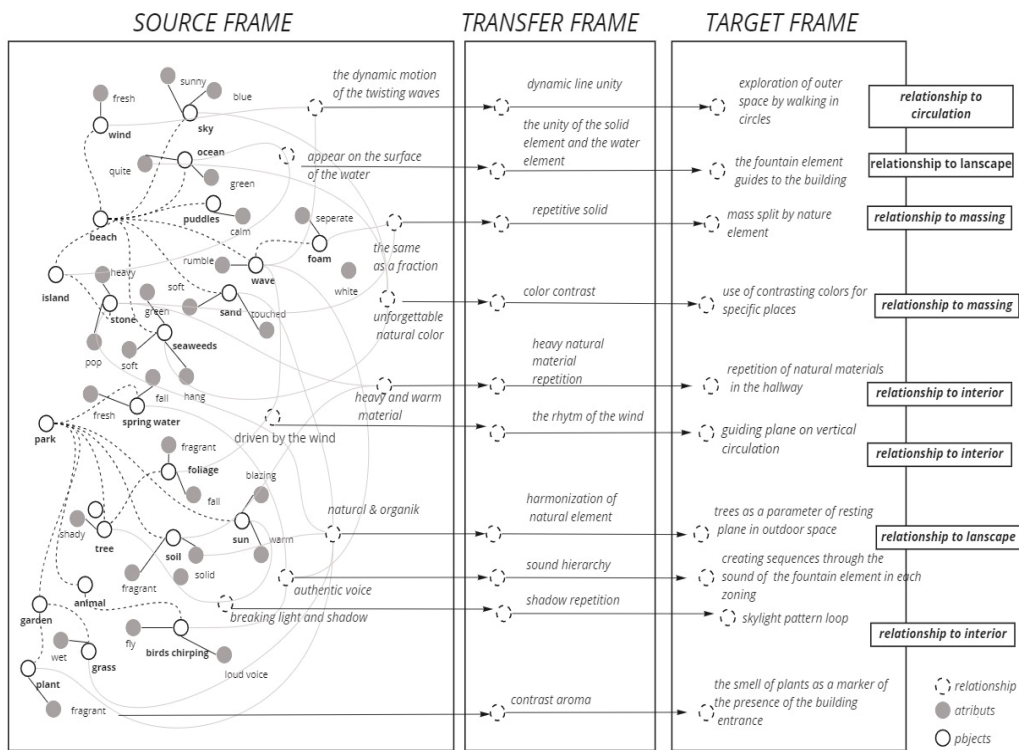 SOURCE FRAME
TRANSFER FRAME
TARGET FRAME
sunny
fresh
blue
wind
sky
the dynamic motion
of the twisting waves
dynamic line unity
exploration of outer
space by walking in
circles
relationship to
circulation
ocean
quite
green
appear on the surface
of the water
the unity of the solid
element and the water
element
the fountain element
guides to the building
relationship to lanscape
puddles
calm
beach
seperate
foam
rumble
wave
white
the same
as a fraction
repetitive solid
mass split by nature
element
relationship to massing
island
heavy
soft
stone
green
sand
touched
seaweeds
pop
soft
hang
unforgettable
natural color
color contrast
use of contrasting colors for
specific places
relationship to massing
fresh
fall
spring water
park
heavy and warm
material
heavy natural
material
repetition
repetition of natural materials
in the hallway
relationship to interior
driven by the wind
the rhytm of the wind
guiding plane on vertical
circulation
relationship to interior
fragrant
foliage
fall
blazing
sun
warm
shady
tree
soil
solid
fragrant
natural & organik
harmonization of
natural element
trees as a parameter of resting
plane in outdoor space
relationship to lanscape
animal
authentic voice
sound hierarchy
creating sequences through the
sound of  the fountain element in each
zoning
garden
breaking light and shadow
shadow repetition
skylight pattern loop
relationship to interior
fly
birds chirping
loud voice
wet
grass
plant
fragrant
contrast aroma
the smell of plants as a marker of
the presence of the building
entrance
relationship
atributs
pbjects